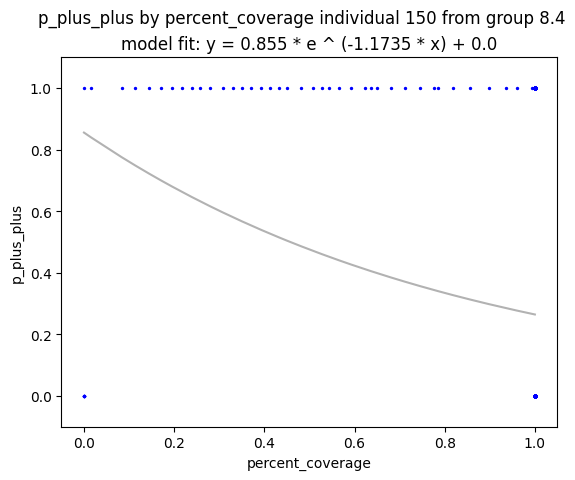 p_plus_plus by percent_coverage individual 150 from group 8.4
model fit: y = 0.855 * e ^ (-1.1735 * x) + 0.0
1.0
0.8
0.6
0.4
0.2
0.0
p_plus_plus
0.0 0.2 0.4 0.6 0.8 1.0
percent_coverage